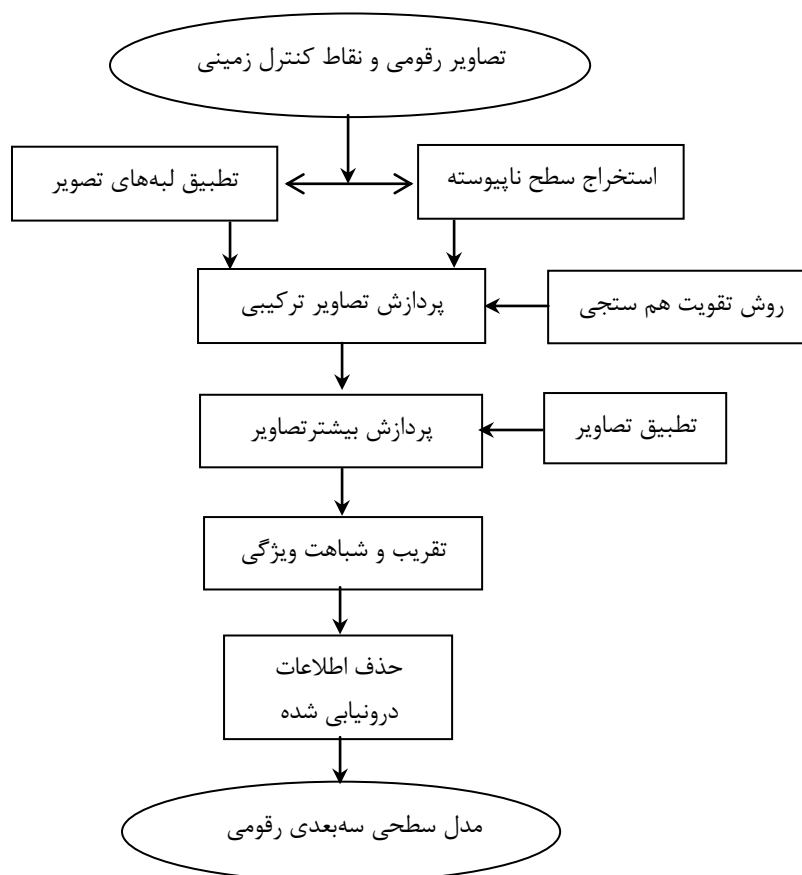 تصاویر رقومی و نقاط کنترل زمینی
استخراج سطح ناپیوسته
تطبیق لبه‌های تصویر
پردازش تصاویر ترکیبی
روش تقویت هم ستجی
پردازش بیشترتصاویر
تطبیق تصاویر
تقریب و شباهت ویژگی
حذف اطلاعات
درونیابی شده
مدل سطحی سه‌بعدی رقومی